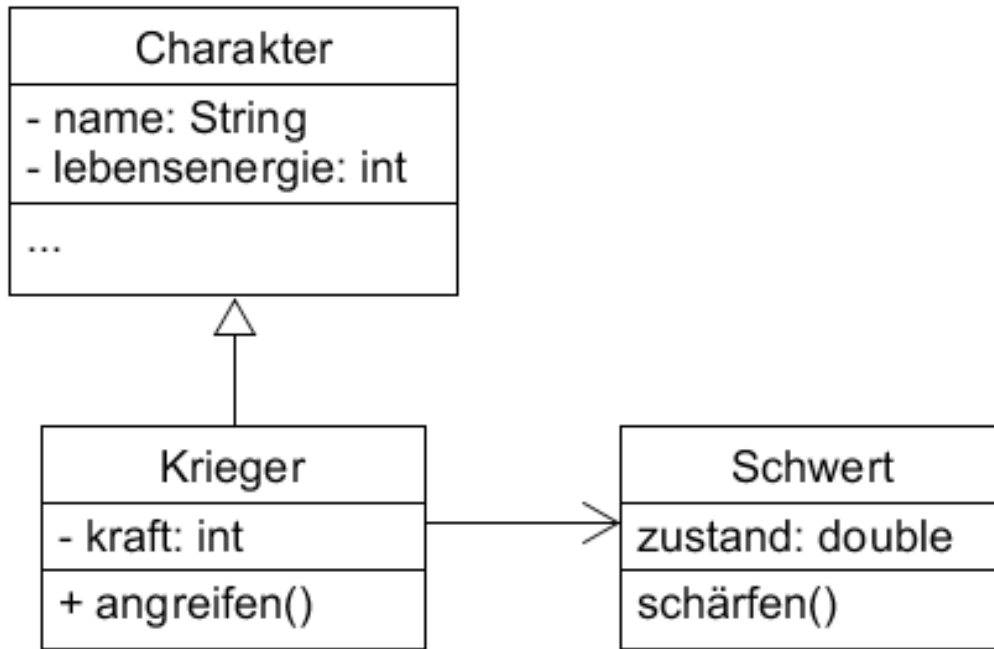 Charakter
- name: String
- lebensenergie: int
...
Krieger
- kraft: int
+ angreifen()
Schwert
zustand: double
schärfen()